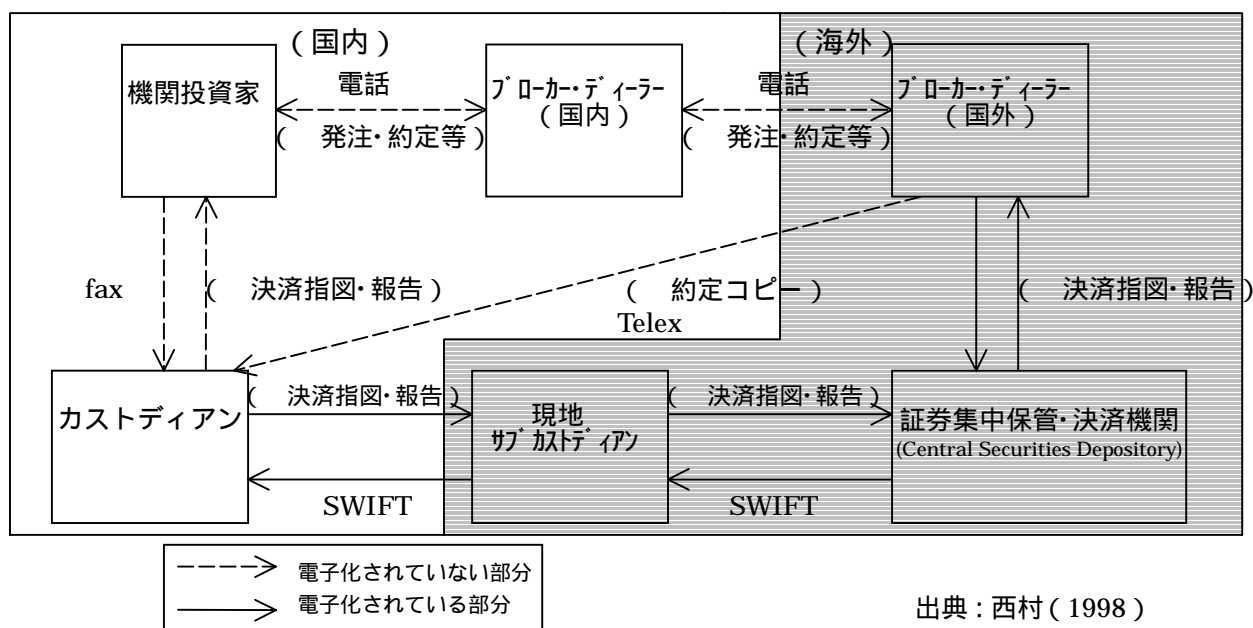 (国内)
(海外)
機関投資家
電話
(　発注・約定等)
ﾌﾞﾛｰｶｰ・ﾃﾞｨｰﾗｰ
(国内)
電話
(　発注・約定等)
ﾌﾞﾛｰｶｰ・ﾃﾞｨｰﾗｰ
(国外)
fax
(　決済指図・報告)
(　約定コピー)
Telex
(　決済指図・報告)
カストディアン
(　決済指図・報告)
SWIFT
現地
ｻﾌﾞｶｽﾄﾃﾞｨｱﾝ
(　決済指図・報告)
SWIFT
証券集中保管・決済機関
(Central Securities Depository)
電子化されていない部分
電子化されている部分
出典:西村(1998)